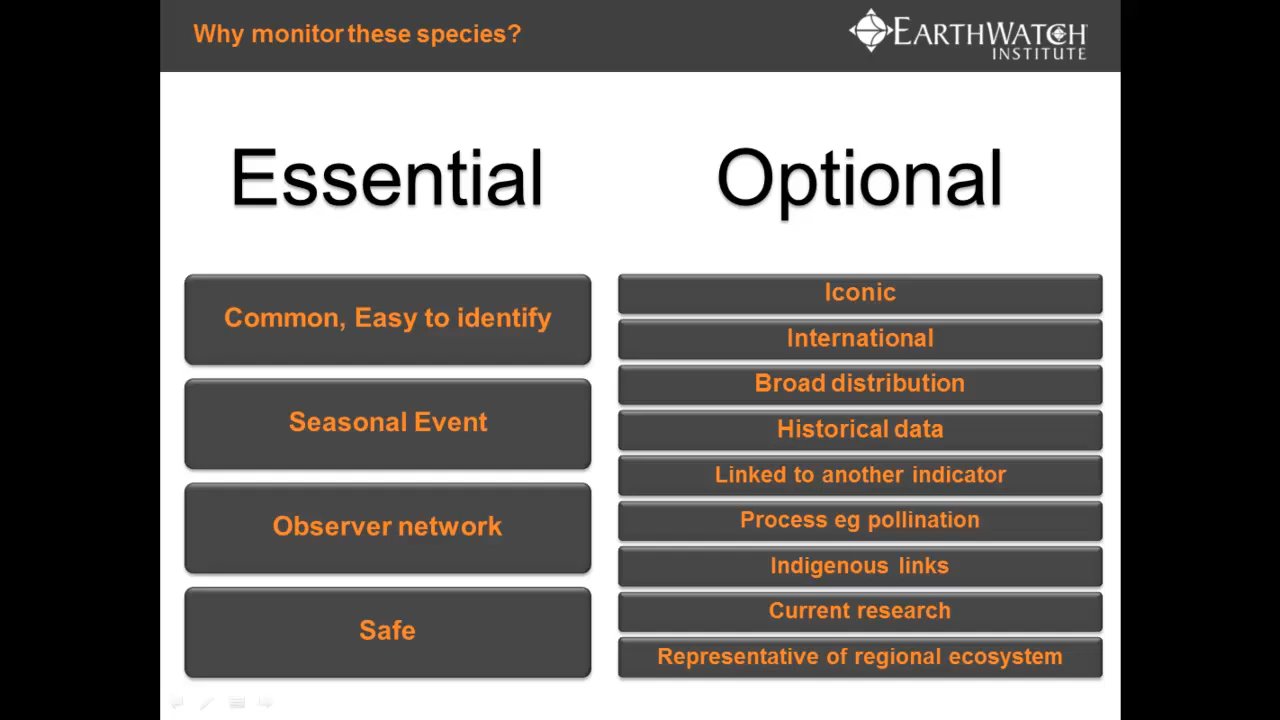 Why monitor these species?
EARTHWATCH
INSTITUTE
Essential
Common, Easy to identify
Seasonal Event
Observer network
Safe
Optional
Iconic
International
Broad distribution
Historical data
Linked to another indicator
Process eg pollination
Indigenous links
Current research
Representative of regional ecosystem